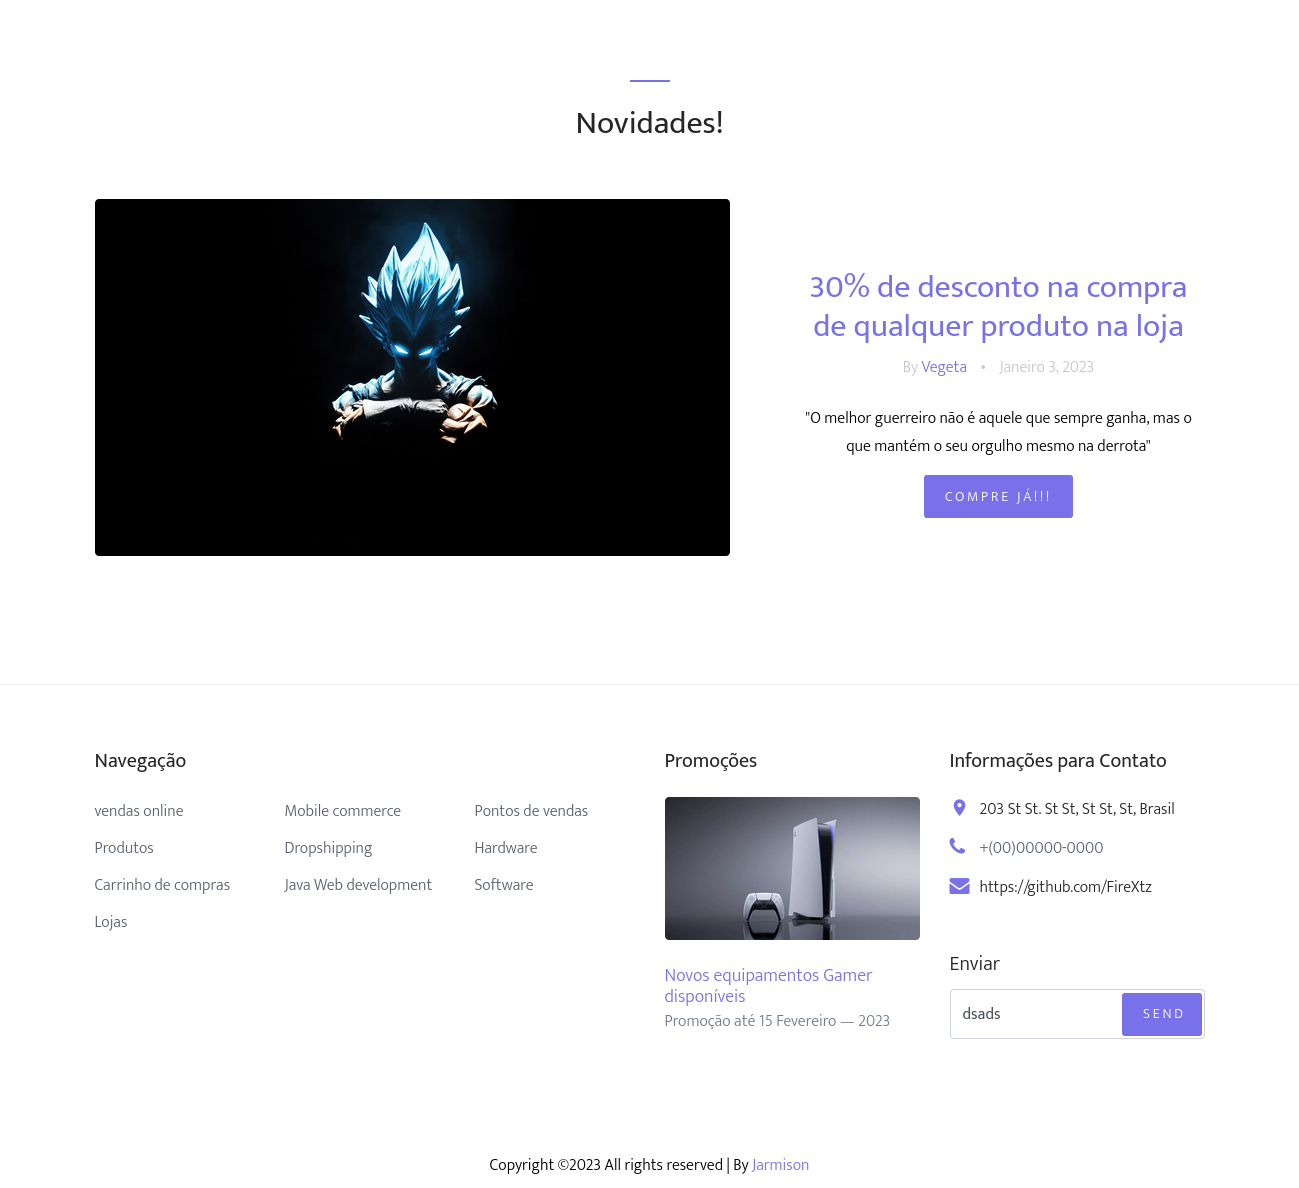 Novidades!
30% de desconto na compra
de qualquer produto na loja
By Vegeta • Janeiro 3, 2023
"O melhor guerreiro não é aquele que sempre ganha, mas o
que mantém o seu orgulho mesmo na derrota"
COMPRE JÁ!!!
Navegação
vendas online
Produtos
Carrinho de compras
Lojas
Mobile commerce
Dropshipping
Java Web development
Pontos de vendas
Hardware
Software
Promoções
Novos equipamentos Gamer
disponíveis
Promoção até 15 Fevereiro — 2023
Informações para Contato
203 St St. St St, St St, St, Brasil
+(00)00000-0000
https://github.com/FireXtz
Enviar
dsads
SEND
Copyright ©2023 All rights reserved | By Jarmison